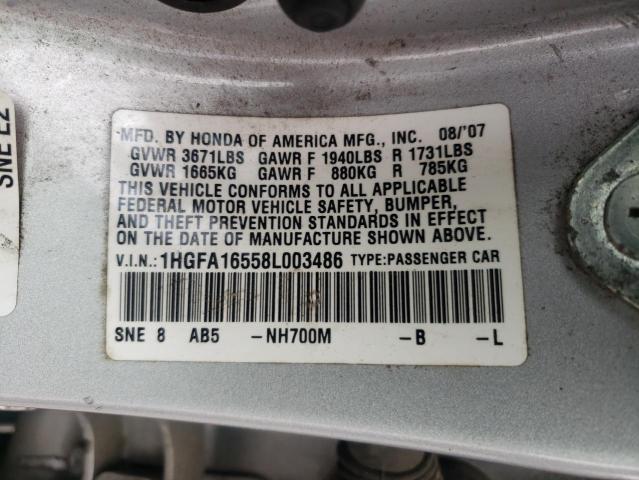 MFD. BY HONDA OF AMERICA MFG., INC. 08/'07
GVWR 3671LBS GAWR F 1940LBS R 1731LBS
GVWR 1665KG GAWR F 880KG R 785KG
THIS VEHICLE CONFORMS TO ALL APPLICABLE
FEDERAL MOTOR VEHICLE SAFETY, BUMPER,
AND THEFT PREVENTION STANDARDS IN EFFECT
ON THE DATE OF MANUFACTURE SHOWN ABOVE.
V.I.N.: 1HGFA16558L003486 TYPE:PASSENGER CAR
SNE 8 AB5 -NH700M -B -L
SNE EZ